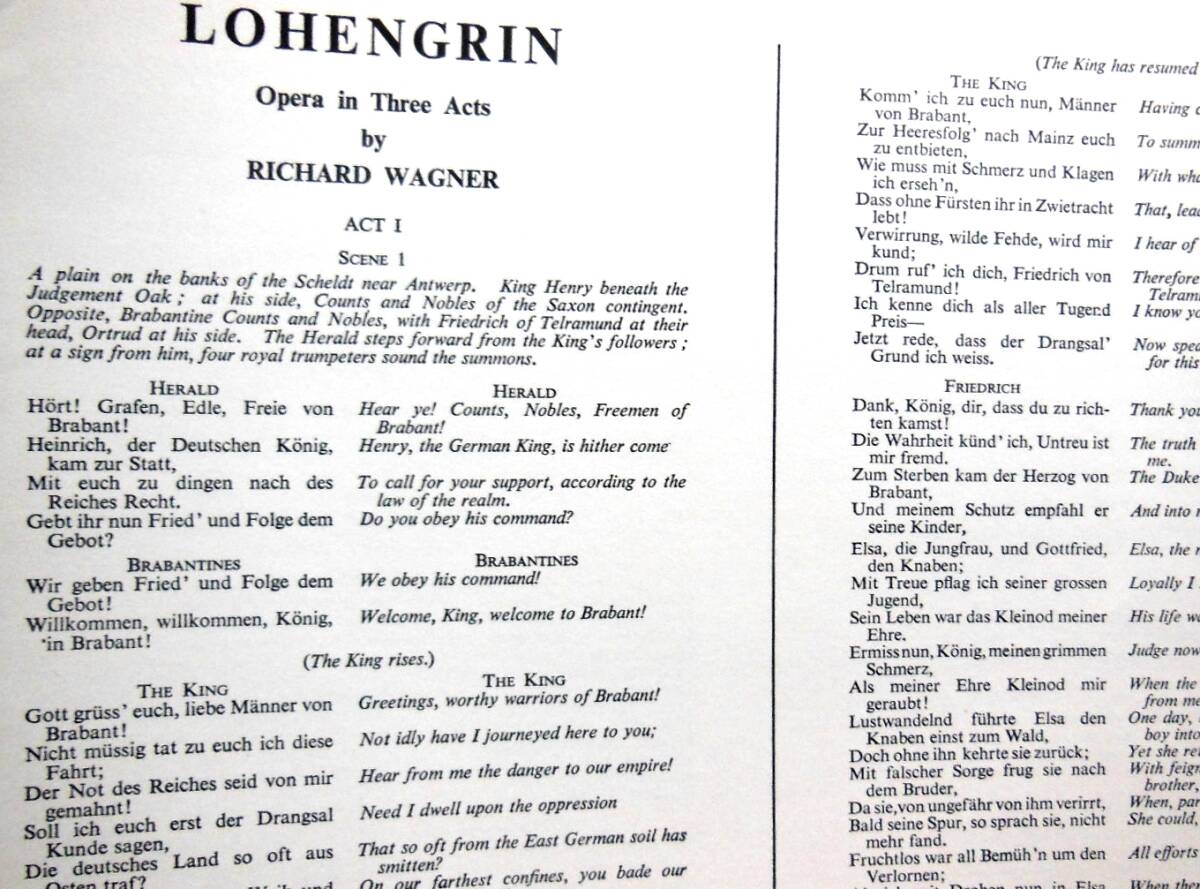 LOHENGRIN
Opera in Three Acts
by
RICHARD WAGNER
ACT I
SCENE 1
A plain on the banks of the Scheldt near Antwerp. King Henry beneath the
Judgement Oak; at his side, Counts and Nobles of the Saxon contingent.
Opposite, Brabantine Counts and Nobles, with Friedrich of Telramund at their
head, Ortrud at his side. The Herald steps forward from the King's followers;
at a sign from him, four royal trumpeters sound the summons.
HERALD
Hört! Grafen, Edle, Freie von
Brabant!
Heinrich, der Deutschen König,
kam zur Statt,
Mit euch zu dingen nach des
Reiches Recht.
Gebt ihr nun Fried' und Folge dem
Gebot?
BRABANTINES
Wir geben Fried' und Folge dem
Gebot!
Willkommen, willkommen, König,
in Brabant!
HERALD
Hear ye! Counts, Nobles, Freemen of
Brabant!
Henry, the German King, is hither come
To call for your support, according to the
law of the realm.
Do you obey his command?
BRABANTINES
We obey his command!
Welcome, King, welcome to Brabant!
(The King rises.)
THE KING
Gott grüss' euch, liebe Männer von
Brabant!
Nicht müssig tat zu euch ich diese
Fahrt;
Der Not des Reiches seid von mir
gemahnt!
Soll ich euch erst der Drangsal
Kunde sagen,
Die deutsches Land so oft aus
Osten traf?
und
THE KING
Greetings, worthy warriors of Brabant!
Not idly have I journeyed here to you;
Hear from me the danger to our empire!
Need I dwell upon the oppression
That so oft from the East German soil has
smitten?
On our farthest confines, you bade our
(The King has resumed
THE KING
Komm' ich zu euch nun, Männer
von Brabant,
Zur Heeresfolg' nach Mainz euch
zu entbieten,
Wie muss mit Schmerz und Klagen
ich erseh'n,
Dass ohne Fürsten ihr in Zwietracht
lebt!
Verwirrung, wilde Fehde, wird mir
kund;
Drum ruf' ich dich, Friedrich von
Telramund!
Ich kenne dich als aller Tugend
Preis—
Jetzt rede, dass der Drangsal'
Grund ich weiss.
FRIEDRICH
Dank, König, dir, dass du zu rich-
ten kamst!
Die Wahrheit künd' ich, Untreu ist
mir fremd.
Zum Sterben kam der Herzog von
Brabant,
Und meinem Schutz empfahl er
seine Kinder,
Elsa, die Jungfrau, und Gottfried,
den Knaben;
Mit Treue pflag ich seiner grossen
Jugend,
Sein Leben war das Kleinod meiner
Ehre.
Ermiss nun, König, meinen grimmen
Schmerz,
Als meiner Ehre Kleinod mir
geraubt!
Lustwandelnd führte Elsa den
Knaben einst zum Wald,
Doch ohne ihn kehrte sie zurück;
Mit falscher Sorge frug sie nach
dem Bruder,
Da sie, von ungefähr von ihm verirrt,
Bald seine Spur, so sprach sie, nicht
mehr fand.
Fruchtlos war all Bemüh'n um den
Verlornen;
Drohen nun in Elsa
Having
To summ
With
That,
I hear of
Therefore
Telram
I know
Now
for this
Thank
The truth
me.
The Duke
And into
Elsa, the
Loyally I
His life
Judge now
When the
from me
One day,
boy into
Yet she
With
brother,
When,
She could,
All efforts
When